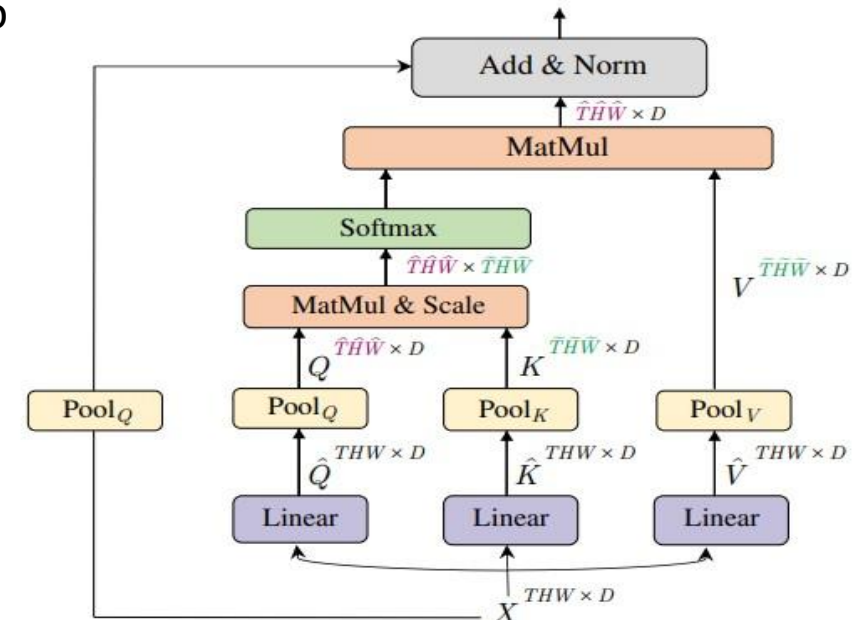 Add & Norm
T̂ĤŴ × D
MatMul
Softmax
T̂ĤŴ × T̃H̃W̃
V T̃H̃W̃ × D
MatMul & Scale
Q T̂ĤŴ × D
K T̃H̃W̃ × D
Pool_Q
Pool_Q
Pool_K
Pool_V
Q̂ THW × D
K̂ THW × D
V̂ THW × D
Linear
Linear
Linear
X THW × D